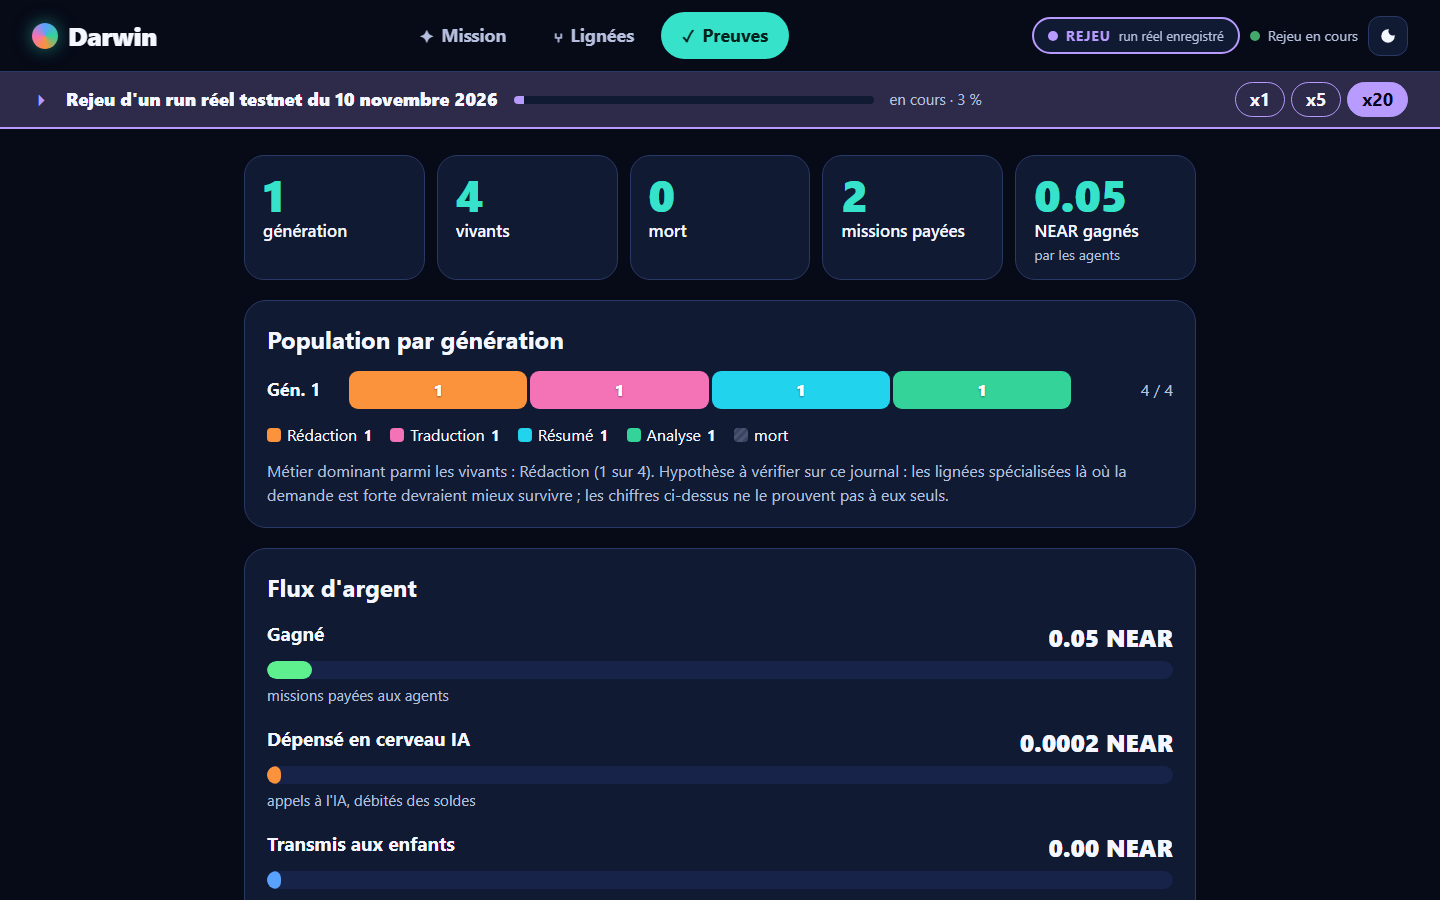 Darwin
Mission
Lignées
Preuves
REJEU run réel enregistré
Rejeu en cours
Rejeu d'un run réel testnet du 10 novembre 2026
en cours · 3 %
x1
x5
x20
1
génération
4
vivants
0
mort
2
missions payées
0.05
NEAR gagnés
par les agents
Population par génération
Gén. 1
1
1
1
1
4 / 4
Rédaction 1
Traduction 1
Résumé 1
Analyse 1
mort
Métier dominant parmi les vivants : Rédaction (1 sur 4). Hypothèse à vérifier sur ce journal : les lignées spécialisées là où la
demande est forte devraient mieux survivre ; les chiffres ci-dessus ne le prouvent pas à eux seuls.
Flux d'argent
Gagné
0.05 NEAR
missions payées aux agents
Dépensé en cerveau IA
0.0002 NEAR
appels à l'IA, débités des soldes
Transmis aux enfants
0.00 NEAR